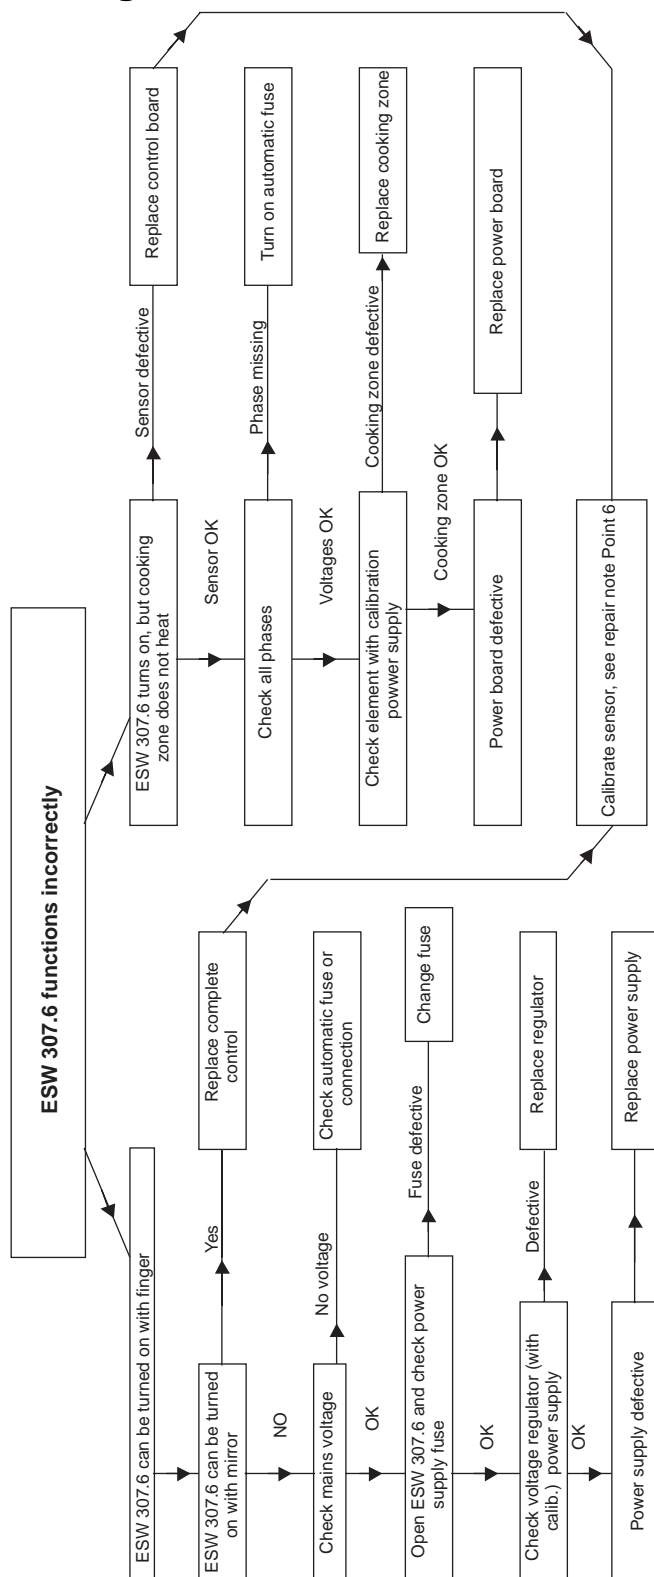 ESW 307.6 functions incorrectly
ESW 307.6 can be turned on with finger
ESW 307.6 can be turned
on with mirror
Yes
Replace complete
control
NO
Check mains voltage
No voltage
Check automatic fuse or
connection
OK
Open ESW 307.6 and check power
supply fuse
Fuse defective
Change fuse
OK
Check voltage regulator (with
calib.) power supply
Defective
Replace regulator
OK
Power supply defective
Replace power supply
ESW 307.6 turns on, but cooking
zone does not heat
Sensor defective
Replace control board
Sensor OK
Check all phases
Phase missing
Turn on automatic fuse
Voltages OK
Check element with calibration
powwer supply
Cooking zone defective
Replace cooking zone
Cooking zone OK
Power board defective
Replace power board
Calibrate sensor, see repair note Point 6